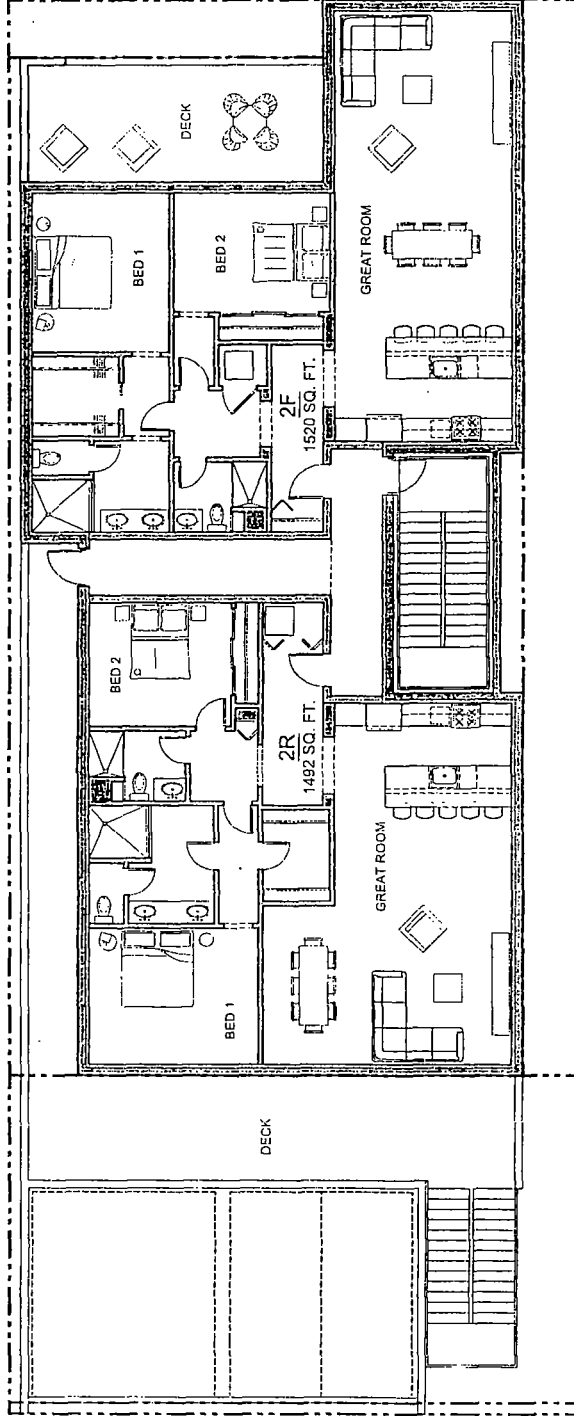 DECK
BED 1
BED 2
GREAT ROOM
2F
1520 SQ. FT.
BED 2
2R
1492 SQ. FT.
GREAT ROOM
BED 1
DECK